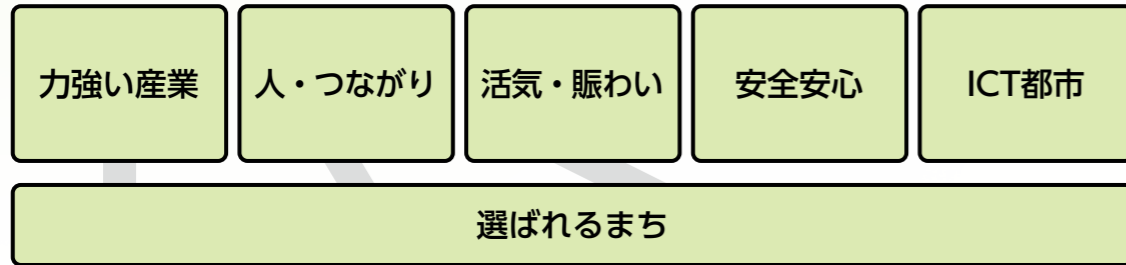 力強い産業
人・つながり
活気・賑わい
安全安心
ICT都市
選ばれるまち